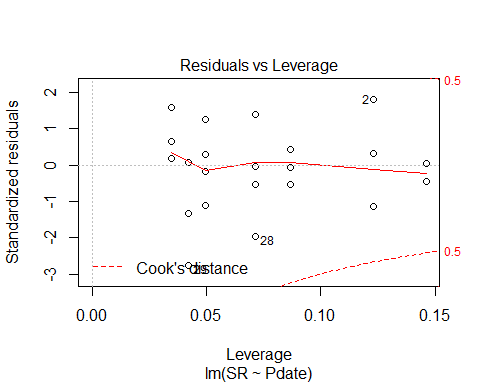 Residuals vs Leverage
Standardized residuals
2
1
0
-1
-2
-3
0.5
0.5
2
28
Cook's distance
0.00
0.05
0.10
0.15
Leverage
lm(SR ~ Pdate)